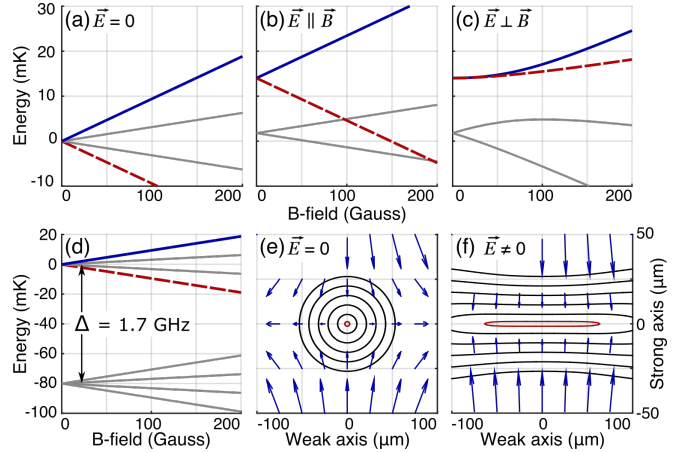 (a) E⃗ = 0
(b) E⃗ ∥ B⃗
(c) E⃗ ⊥ B⃗
Energy (mK)
30
20
10
0
-10
0
100
200
0
100
200
0
100
200
B-field (Gauss)
(d)
(e) E⃗ = 0
(f) E⃗ ≠ 0
Energy (mK)
20
0
-20
-40
-60
-80
-100
Δ = 1.7 GHz
0
100
200
B-field (Gauss)
-100
0
100
Weak axis (μm)
-100
0
100
Weak axis (μm)
50
0
-50
Strong axis (μm)